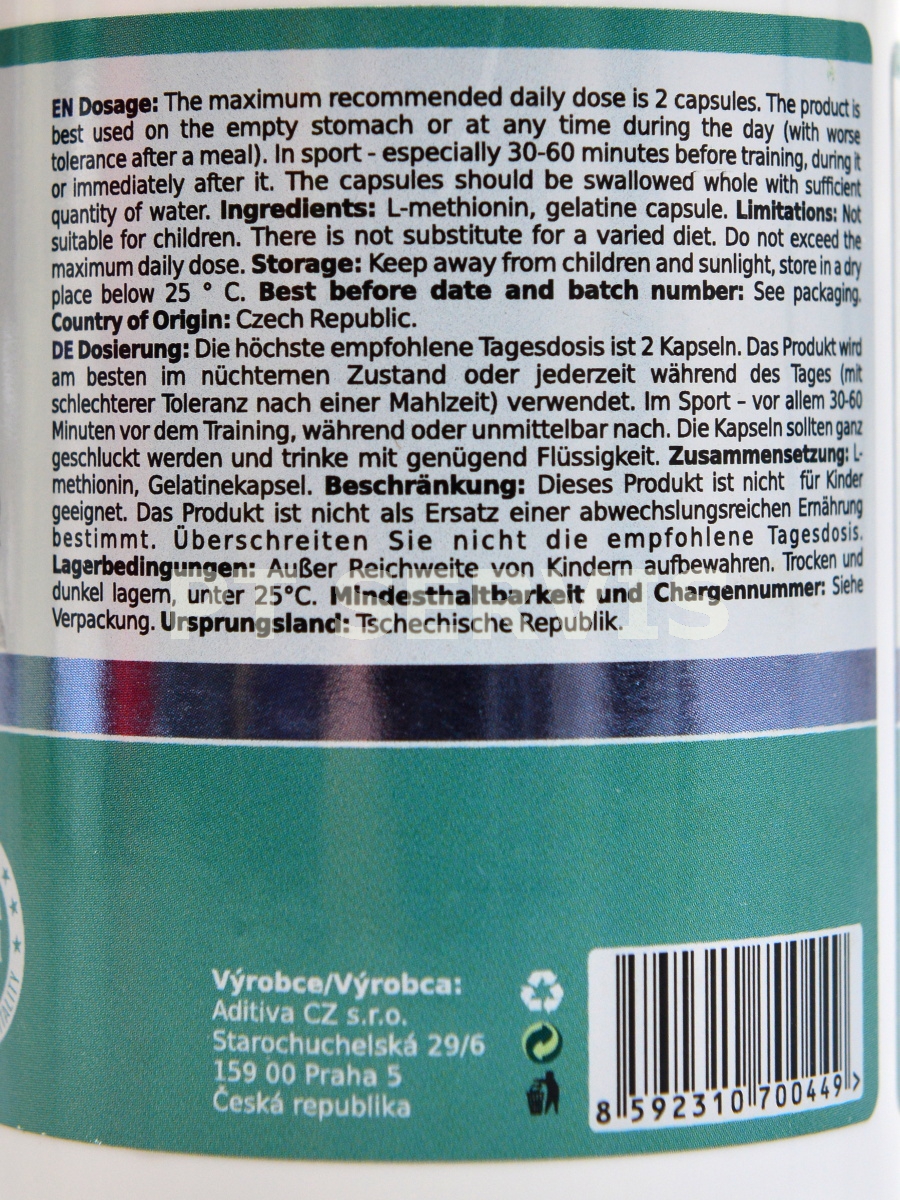 EN Dosage: The maximum recommended daily dose is 2 capsules. The product is
best used on the empty stomach or at any time during the day (with worse
tolerance after a meal). In sport - especially 30-60 minutes before training, during it
or immediately after it. The capsules should be swallowed whole with sufficient
quantity of water. Ingredients: L-methionin, gelatine capsule. Limitations: Not
suitable for children. There is not substitute for a varied diet. Do not exceed the
maximum daily dose. Storage: Keep away from children and sunlight, store in a dry
place below 25 ° C. Best before date and batch number: See packaging.
Country of Origin: Czech Republic.
DE Dosierung: Die höchste empfohlene Tagesdosis ist 2 Kapseln. Das Produkt wird
am besten im nüchternen Zustand oder jederzeit während des Tages (mit
schlechterer Toleranz nach einer Mahlzeit) verwendet. Im Sport – vor allem 30-60
Minuten vor dem Training, während oder unmittelbar nach. Die Kapseln sollten ganz
geschluckt werden und trinke mit genügend Flüssigkeit. Zusammensetzung: L-
methionin, Gelatinekapsel. Beschränkung: Dieses Produkt ist nicht für Kinder
geeignet. Das Produkt ist nicht als Ersatz einer abwechslungsreichen Ernährung
bestimmt. Überschreiten Sie nicht die empfohlene Tagesdosis.
Lagerbedingungen: Außer Reichweite von Kindern aufbewahren. Trocken und
dunkel lagern, unter 25°C. Mindesthaltbarkeit und Chargennummer: Siehe
Verpackung. Ursprungsland: Tschechische Republik.
Výrobce/Výrobca:
Aditiva CZ s.r.o.
Starochuchelská 29/6
159 00 Praha 5
Česká republika
8 592310 700449 >